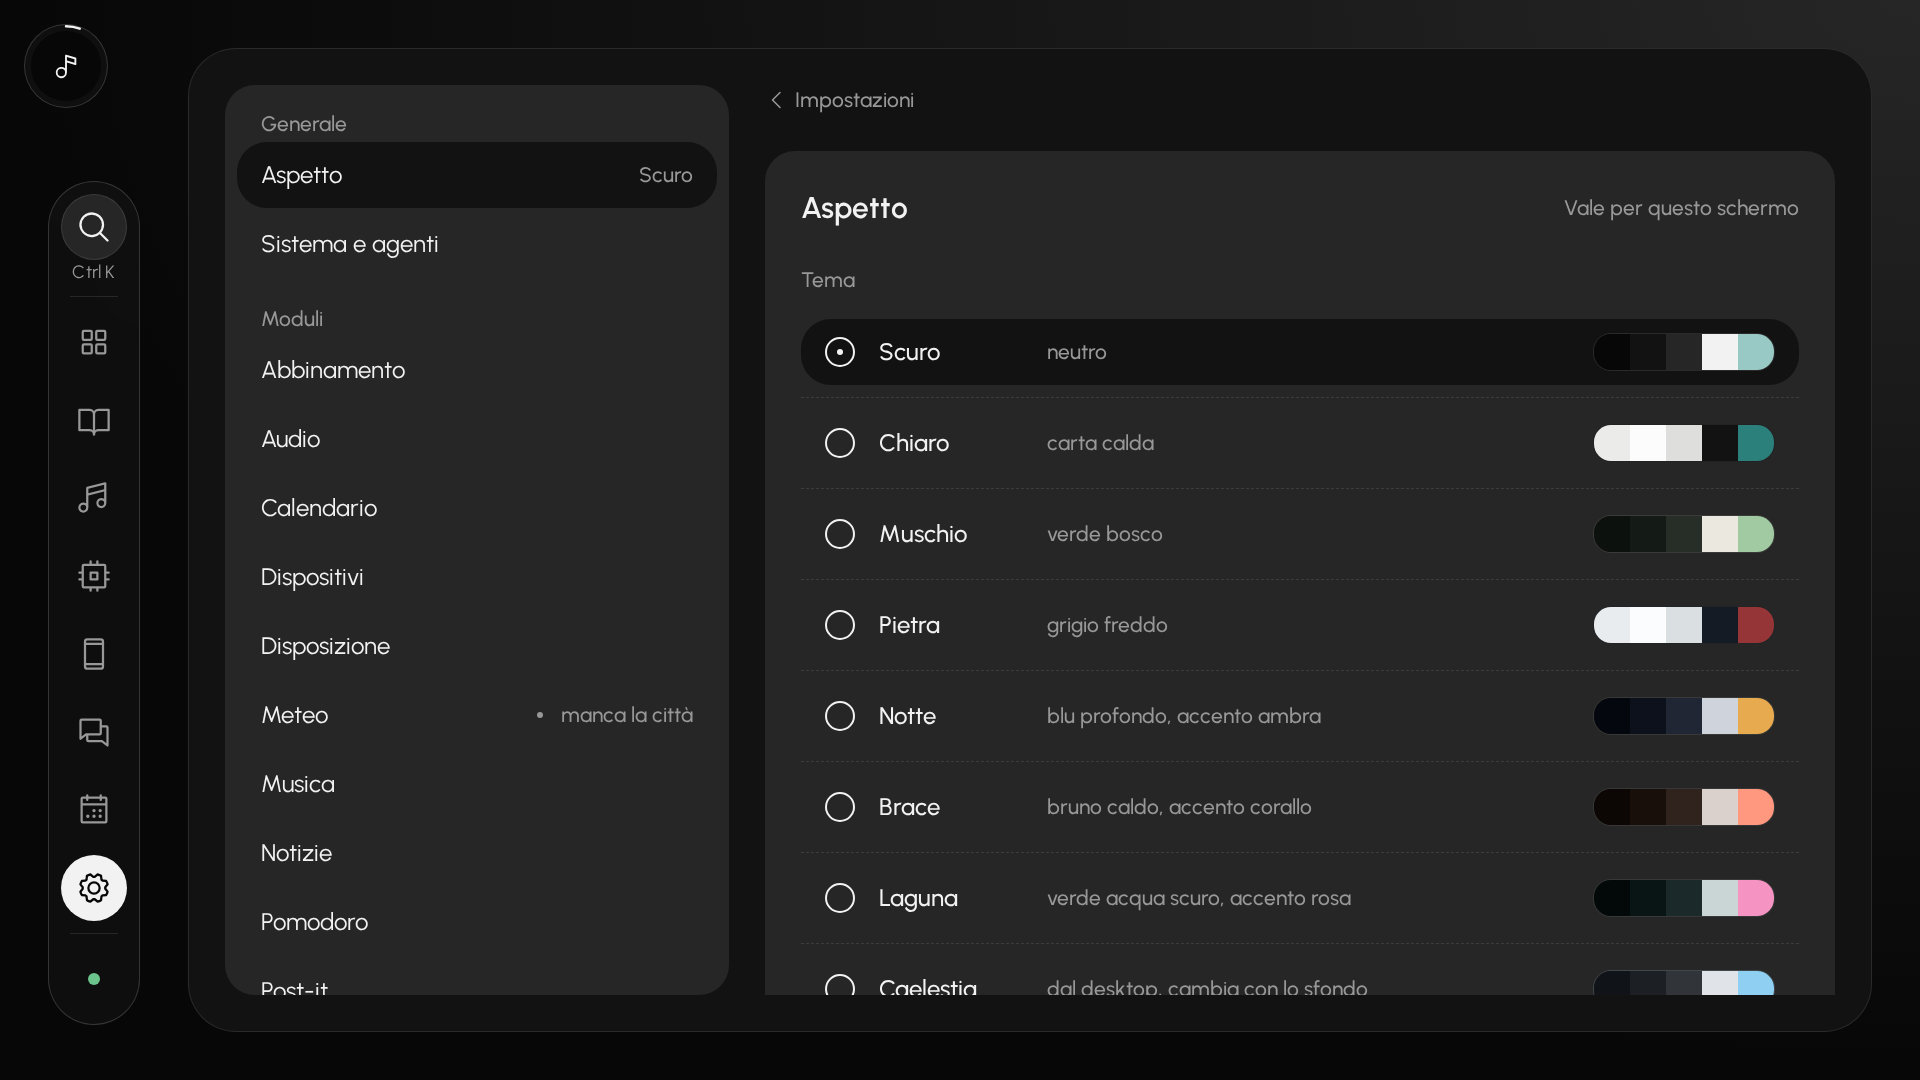 Ctrl K
Generale
Aspetto Scuro
Sistema e agenti
Moduli
Abbinamento
Audio
Calendario
Dispositivi
Disposizione
Meteo • manca la città
Musica
Notizie
Pomodoro
Post-it
Impostazioni
Aspetto Vale per questo schermo
Tema
Scuro neutro
Chiaro carta calda
Muschio verde bosco
Pietra grigio freddo
Notte blu profondo, accento ambra
Brace bruno caldo, accento corallo
Laguna verde acqua scuro, accento rosa
Caelestia dal desktop, cambia con lo sfondo